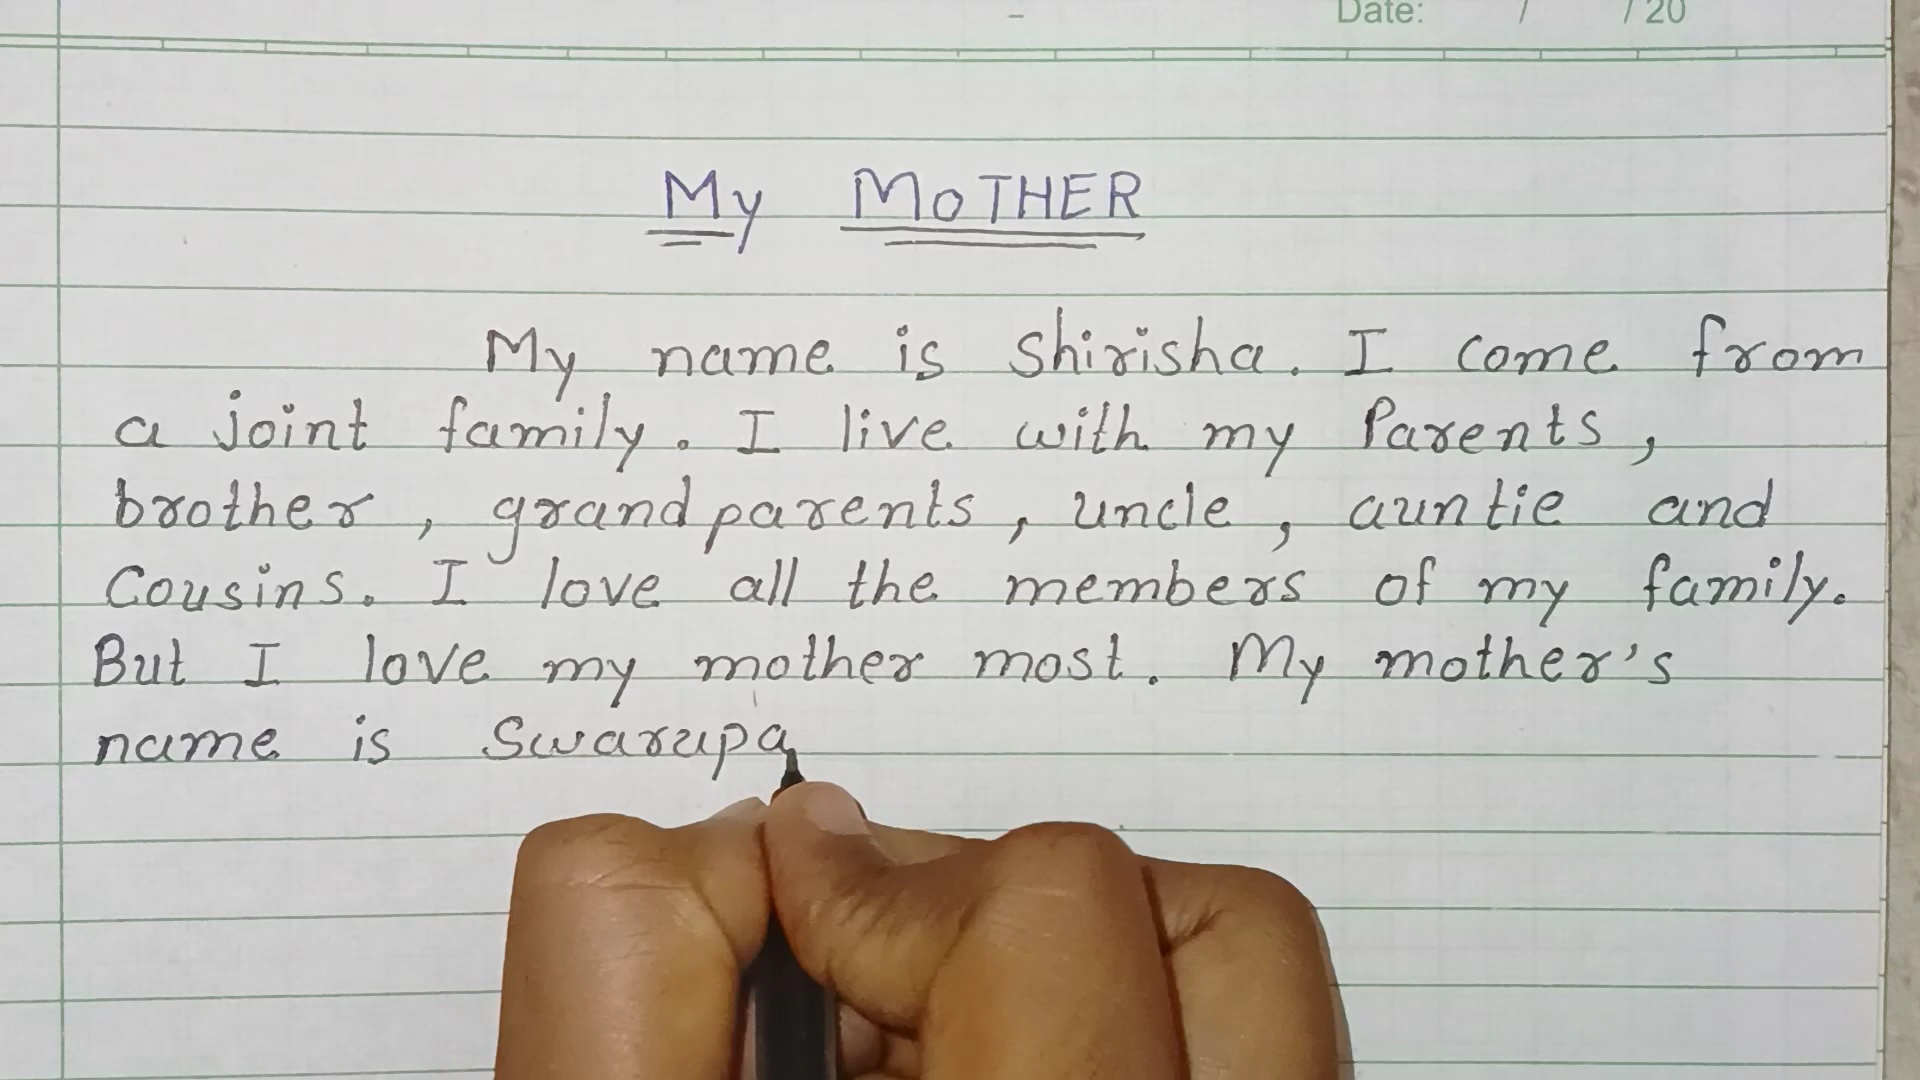 Date: / / 20
My MOTHER
My name is Shirisha. I come from
a joint family. I live with my Parents,
brother, grandparents, uncle, auntie and
Cousins. I love all the members of my family.
But I love my mother most. My mother's
name is Swarupa